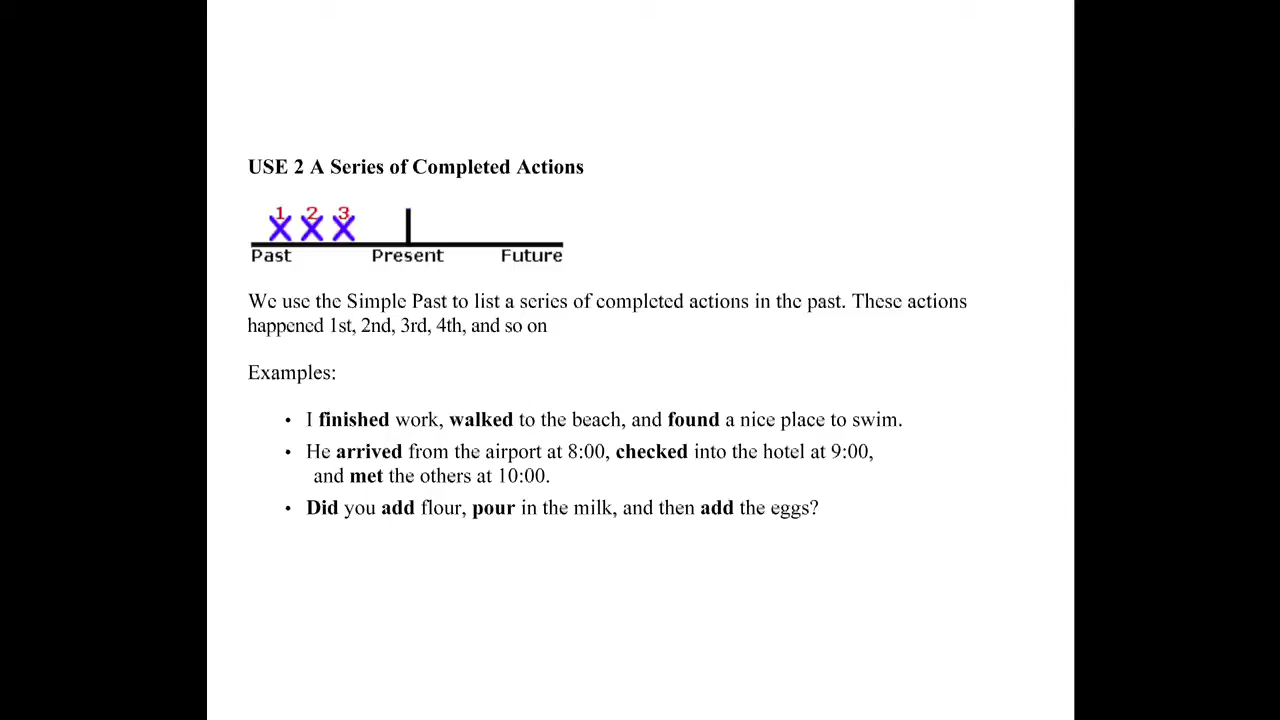 USE 2 A Series of Completed Actions
1 2 3
Past Present Future
We use the Simple Past to list a series of completed actions in the past. These actions
happened 1st, 2nd, 3rd, 4th, and so on
Examples:
• I finished work, walked to the beach, and found a nice place to swim.
• He arrived from the airport at 8:00, checked into the hotel at 9:00,
and met the others at 10:00.
• Did you add flour, pour in the milk, and then add the eggs?